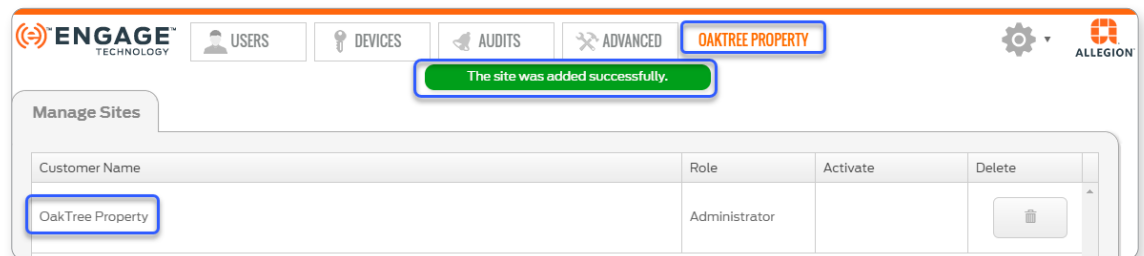 ENGAGE™
TECHNOLOGY
USERS
DEVICES
AUDITS
ADVANCED
OAKTREE PROPERTY
ALLEGION
The site was added successfully.
Manage Sites
Customer Name
Role
Activate
Delete
OakTree Property
Administrator